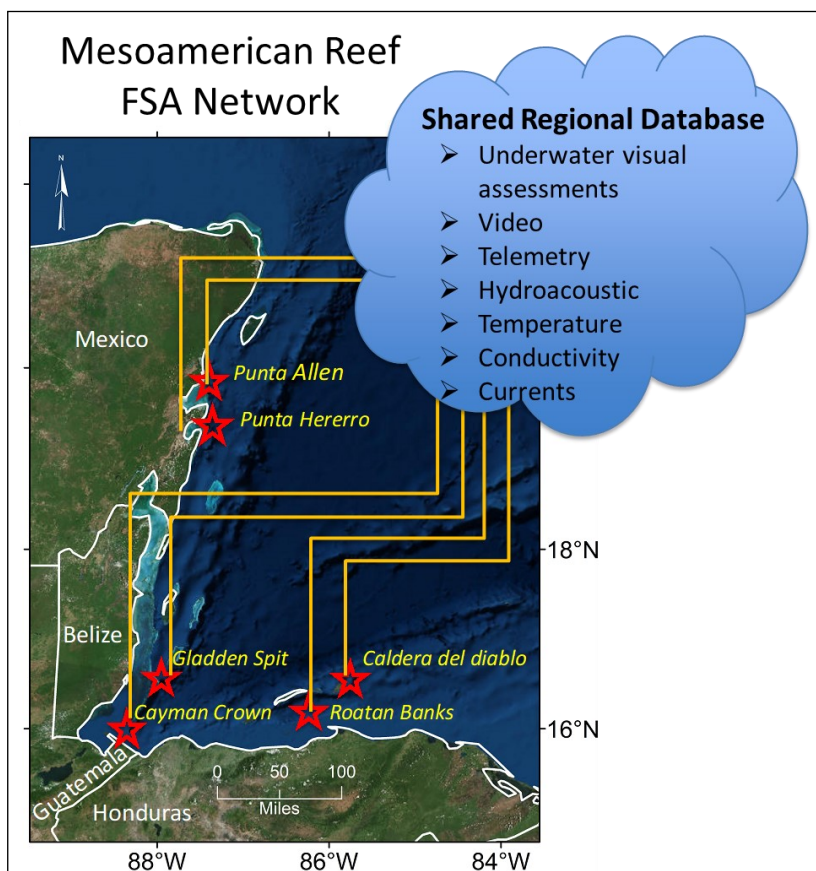 Mesoamerican Reef
FSA Network
Shared Regional Database
➢ Underwater visual
assessments
➢ Video
➢ Telemetry
➢ Hydroacoustic
➢ Temperature
➢ Conductivity
➢ Currents
N
Mexico
Punta Allen
Punta Hererro
18°N
Belize
Gladden Spit
Caldera del diablo
Cayman Crown
Roatan Banks
16°N
Guatemala
0 50 100
Miles
Honduras
88°W 86°W 84°W